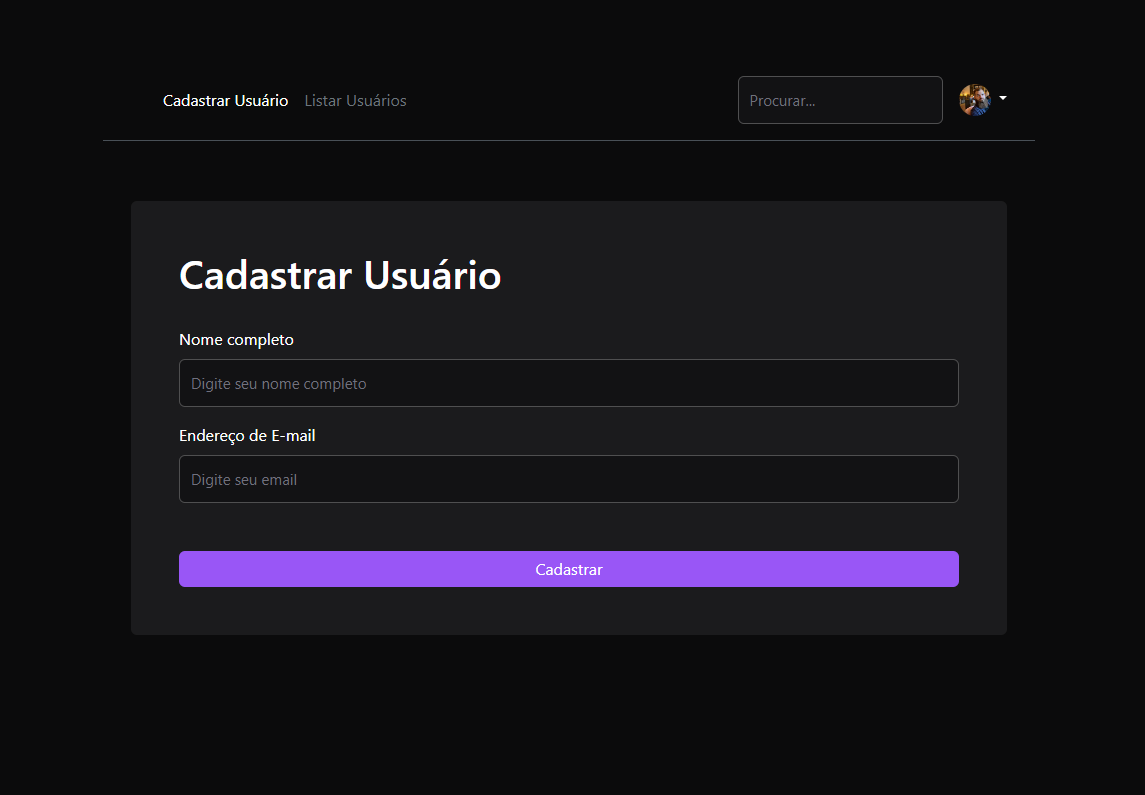 Cadastrar Usuário Listar Usuários Procurar...
Cadastrar Usuário
Nome completo
Digite seu nome completo
Endereço de E-mail
Digite seu email
Cadastrar